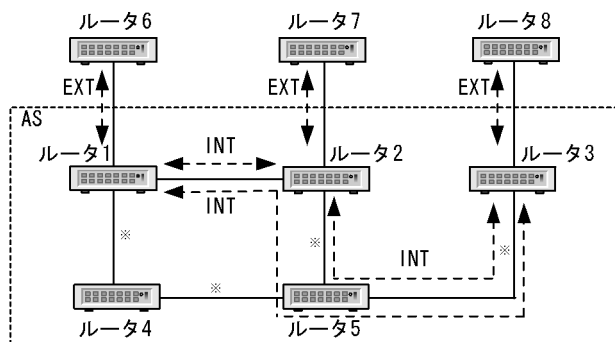 ルータ6
ルータ7
ルータ8
EXT
EXT
EXT
AS
ルータ1
INT
ルータ2
ルータ3
INT
※
※
INT
※
※
ルータ4
ルータ5